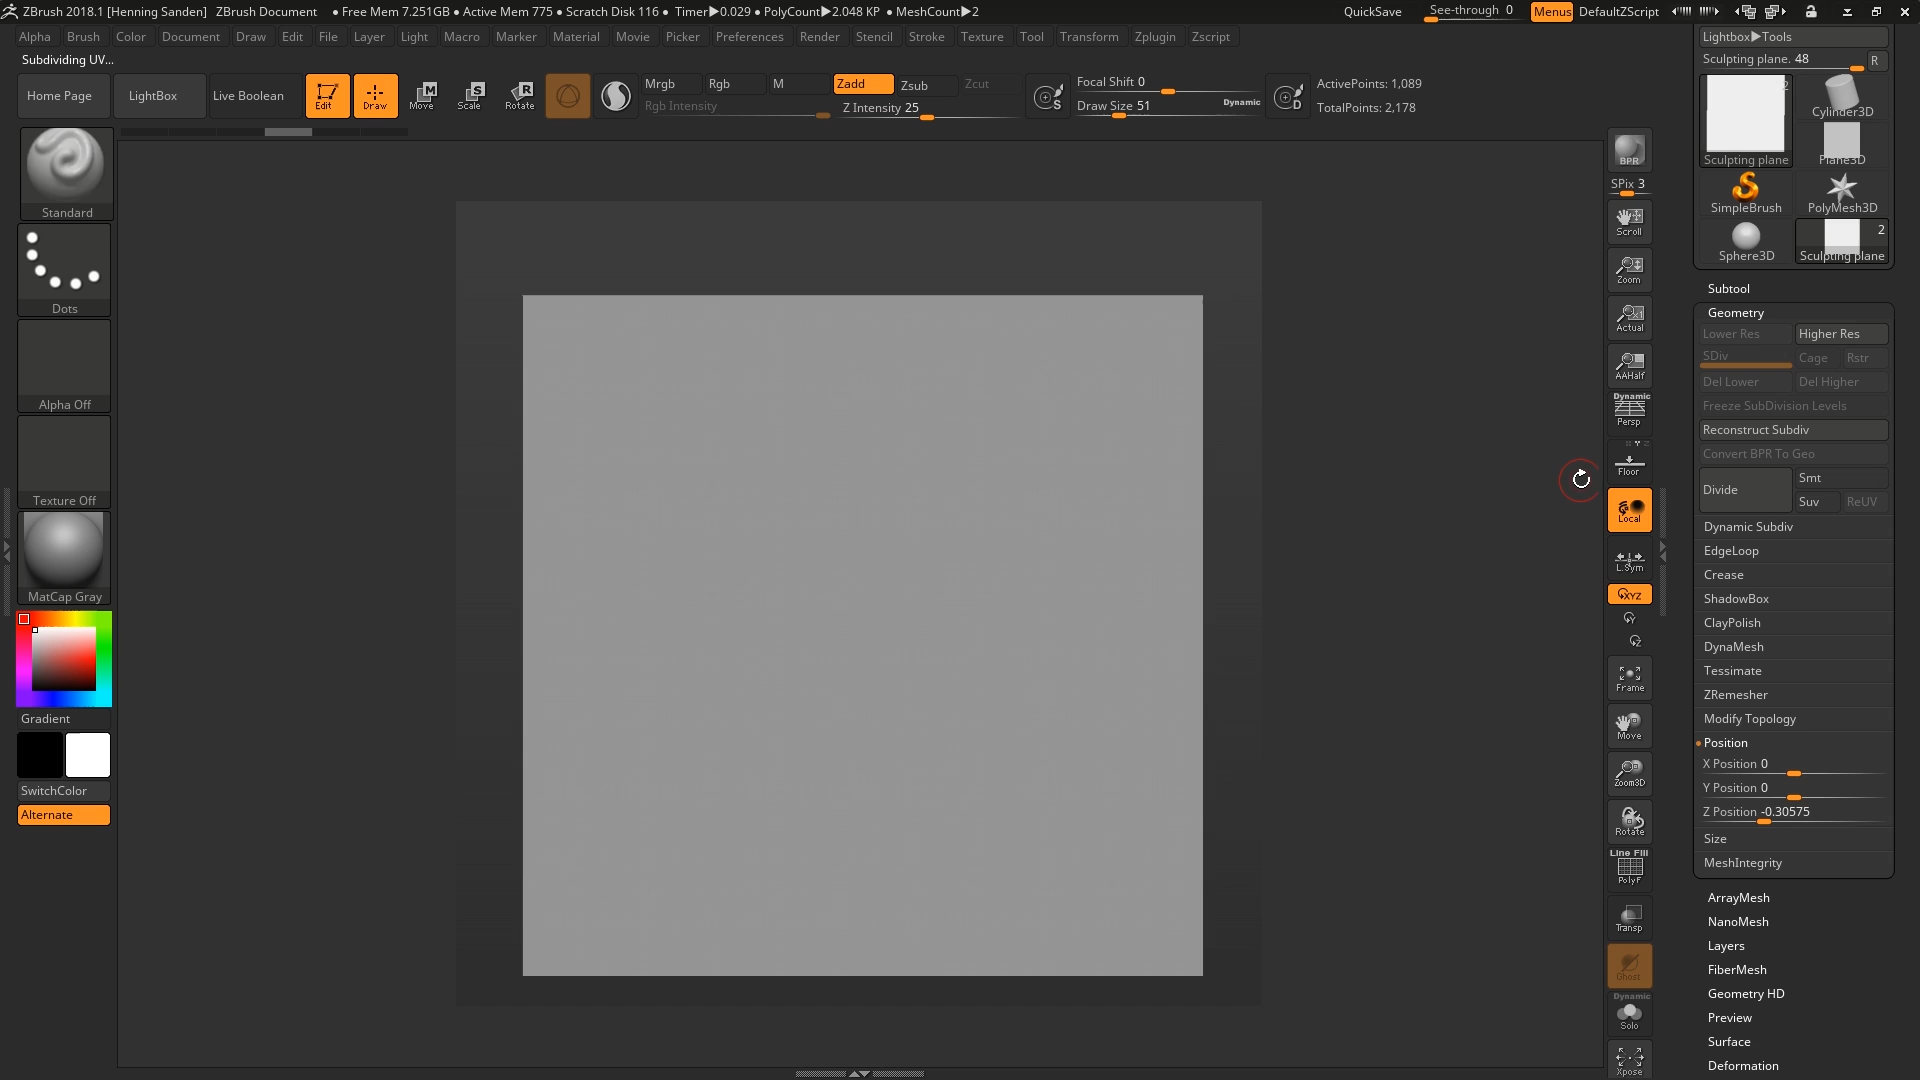 ZBrush 2018.1 [Henning Sanden] ZBrush Document ● Free Mem 7.251GB ● Active Mem 775 ● Scratch Disk 116 ● Timer▶0.029 ● PolyCount▶2.048 KP ● MeshCount▶2 QuickSave See-through 0 Menus DefaultZScript
Alpha Brush Color Document Draw Edit File Layer Light Macro Marker Material Movie Picker Preferences Render Stencil Stroke Texture Tool Transform Zplugin Zscript
Subdividing UV...
Home Page LightBox Live Boolean Edit Draw Move Scale Rotate
Mrgb Rgb M Zadd Zsub Zcut
Rgb Intensity Z Intensity 25
S
Focal Shift 0
Draw Size 51 Dynamic
D
ActivePoints: 1,089
TotalPoints: 2,178
Standard
Dots
Alpha Off
Texture Off
MatCap Gray
Gradient
SwitchColor
Alternate
BPR
SPix 3
Scroll
Zoom
Actual
AAHalf
Dynamic
Persp
Floor
Local
L.Sym
XYZ
Y
Z
Frame
Move
Zoom3D
Rotate
Line Fill
PolyF
Transp
Ghost
Dynamic
Solo
Xpose
Lightbox▶Tools
Sculpting plane. 48 R
2
Sculpting plane
Cylinder3D
Plane3D
SimpleBrush PolyMesh3D
2
Sphere3D Sculpting plane
Subtool
Geometry
Lower Res Higher Res
SDiv Cage Rstr
Del Lower Del Higher
Freeze SubDivision Levels
Reconstruct Subdiv
Convert BPR To Geo
Divide Smt
Suv ReUV
Dynamic Subdiv
EdgeLoop
Crease
ShadowBox
ClayPolish
DynaMesh
Tessimate
ZRemesher
Modify Topology
Position
X Position 0
Y Position 0
Z Position -0.30575
Size
MeshIntegrity
ArrayMesh
NanoMesh
Layers
FiberMesh
Geometry HD
Preview
Surface
Deformation